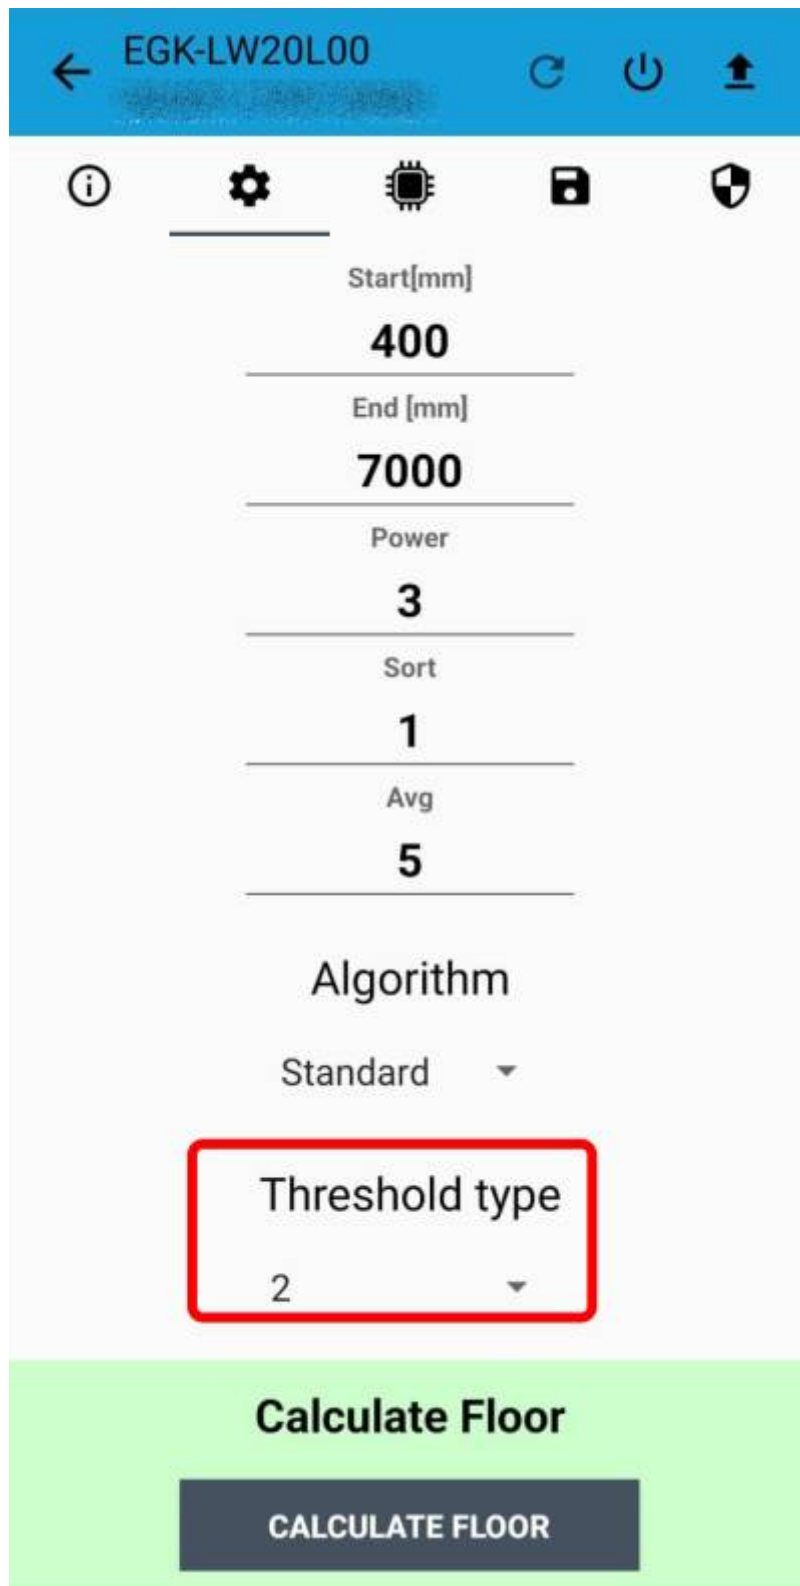 EGK-LW20L00
Start[mm]
400
End [mm]
7000
Power
3
Sort
1
Avg
5
Algorithm
Standard
Threshold type
2
Calculate Floor
CALCULATE FLOOR